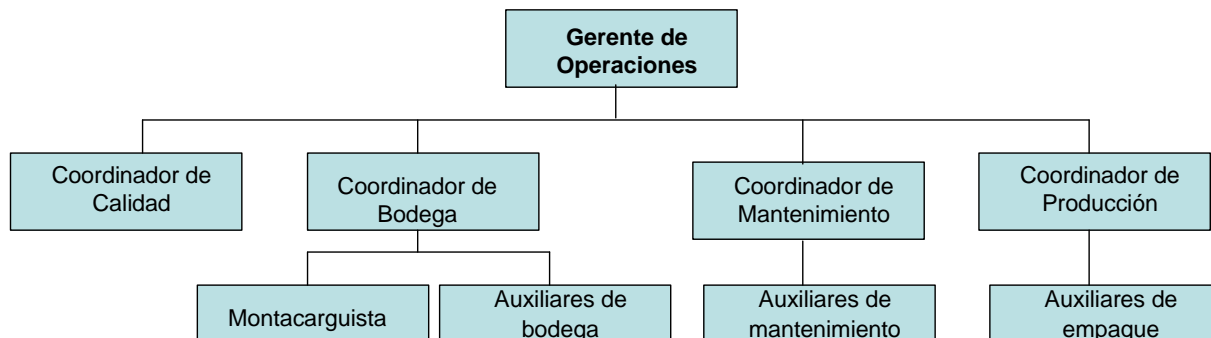 Gerente de
Operaciones
Coordinador de
Calidad
Coordinador de
Bodega
Coordinador de
Mantenimiento
Coordinador de
Producción
Montacarguista
Auxiliares de
bodega
Auxiliares de
mantenimiento
Auxiliares de
empaque